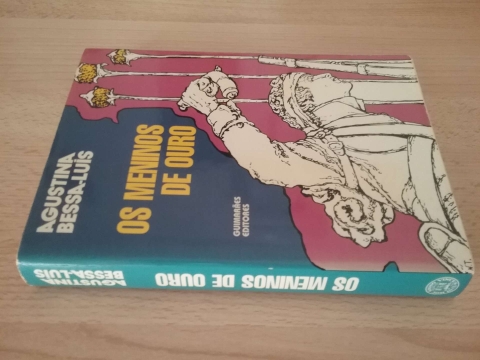 AGUSTINA
BESSA-LUÍS
OS MENINOS
DE OURO
GUIMARÃES
EDITORES
AGUSTINA
BESSA-LUÍS
OS MENINOS DE OURO